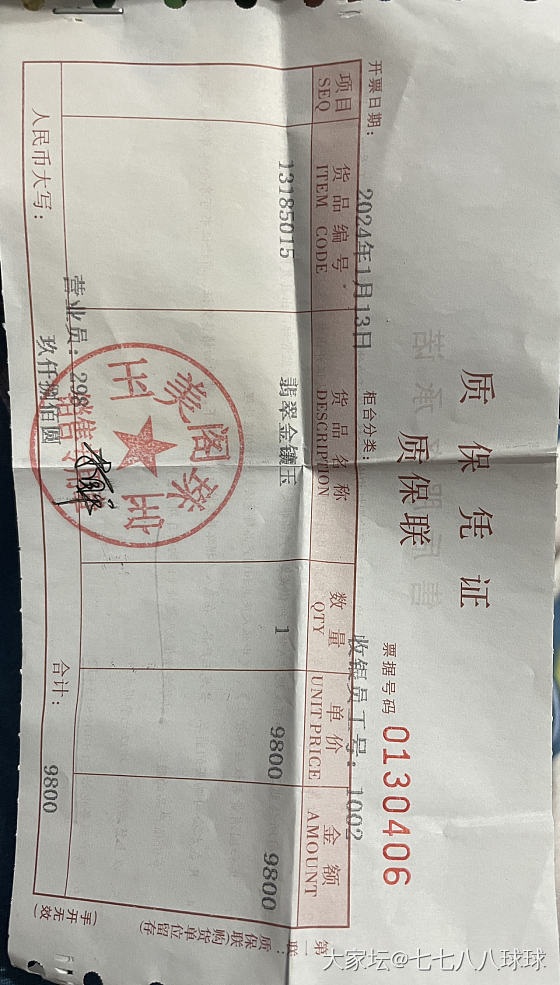 质保凭证
质保联
票据号码 0130406
开票日期: 2024年1月13日 柜台分类: 收银员工号: 1002
项目 货品编号 货品名称 数量 单价 金额
SEQ ITEM CODE DESCRIPTION QTY UNIT PRICE AMOUNT
13185015 翡翠金镶玉 1 9800 9800
营业员: 298
人民币大写: 玖仟捌佰圆 合计: 9800
第一联:质保联(购货单位留存)
(手开无效)
大家坛@七七八八球球